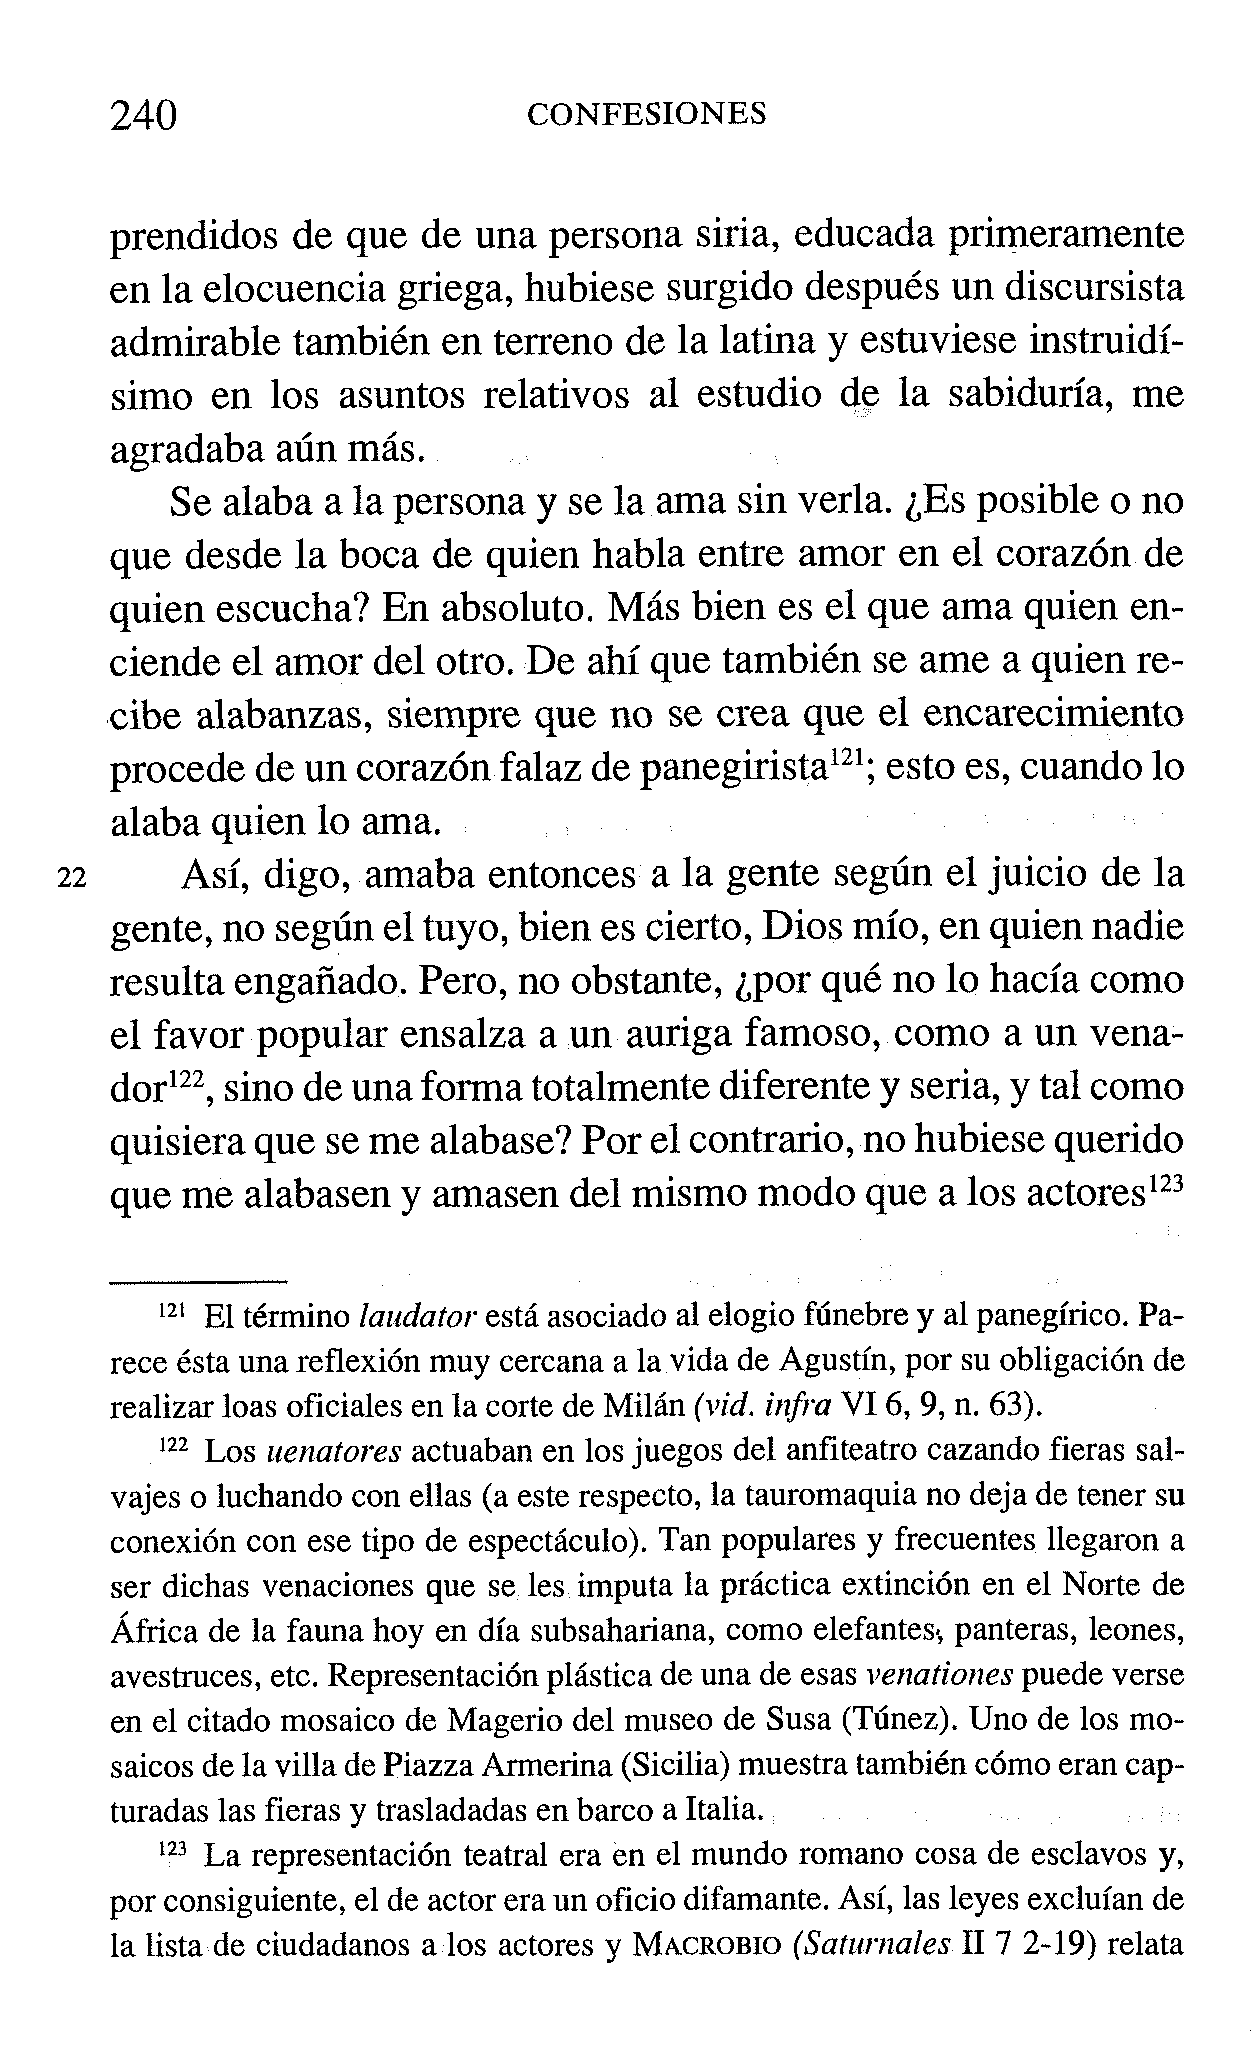 240 CONFESIONES
prendidos de que de una persona siria, educada primeramente
en la elocuencia griega, hubiese surgido después un discursista
admirable también en terreno de la latina y estuviese instruidí-
simo en los asuntos relativos al estudio de la sabiduría, me
agradaba aún más.
Se alaba a la persona y se la ama sin verla. ¿Es posible o no
que desde la boca de quien habla entre amor en el corazón de
quien escucha? En absoluto. Más bien es el que ama quien en-
ciende el amor del otro. De ahí que también se ame a quien re-
cibe alabanzas, siempre que no se crea que el encarecimiento
procede de un corazón falaz de panegirista¹²¹; esto es, cuando lo
alaba quien lo ama.
22 Así, digo, amaba entonces a la gente según el juicio de la
gente, no según el tuyo, bien es cierto, Dios mío, en quien nadie
resulta engañado. Pero, no obstante, ¿por qué no lo hacía como
el favor popular ensalza a un auriga famoso, como a un vena-
dor¹²², sino de una forma totalmente diferente y seria, y tal como
quisiera que se me alabase? Por el contrario, no hubiese querido
que me alabasen y amasen del mismo modo que a los actores¹²³
¹²¹ El término laudator está asociado al elogio fúnebre y al panegírico. Pa-
rece ésta una reflexión muy cercana a la vida de Agustín, por su obligación de
realizar loas oficiales en la corte de Milán (vid. infra VI 6, 9, n. 63).
¹²² Los uenatores actuaban en los juegos del anfiteatro cazando fieras sal-
vajes o luchando con ellas (a este respecto, la tauromaquia no deja de tener su
conexión con ese tipo de espectáculo). Tan populares y frecuentes llegaron a
ser dichas venaciones que se les imputa la práctica extinción en el Norte de
África de la fauna hoy en día subsahariana, como elefantes, panteras, leones,
avestruces, etc. Representación plástica de una de esas venationes puede verse
en el citado mosaico de Magerio del museo de Susa (Túnez). Uno de los mo-
saicos de la villa de Piazza Armerina (Sicilia) muestra también cómo eran cap-
turadas las fieras y trasladadas en barco a Italia.
¹²³ La representación teatral era en el mundo romano cosa de esclavos y,
por consiguiente, el de actor era un oficio difamante. Así, las leyes excluían de
la lista de ciudadanos a los actores y MACROBIO (Saturnales II 7 2-19) relata